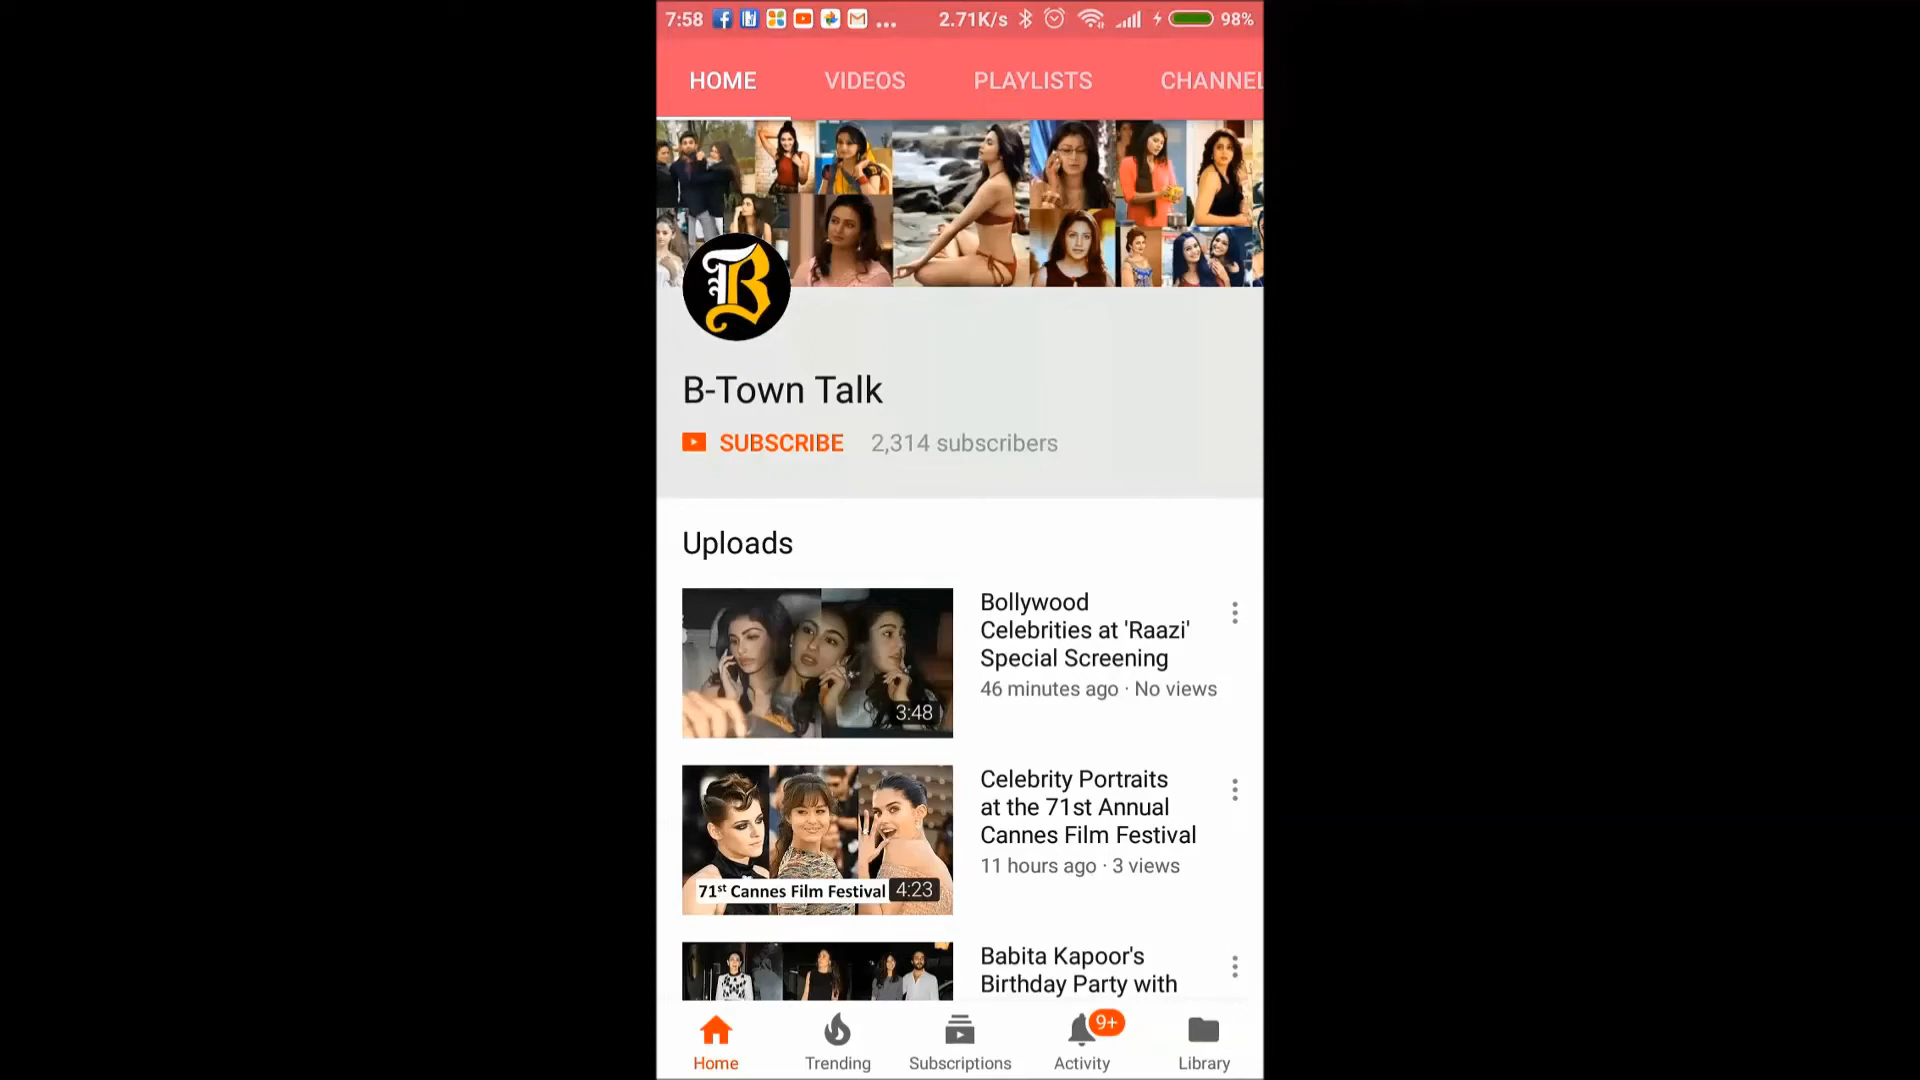 7:58 ... 2.71K/s 98%
HOME VIDEOS PLAYLISTS CHANNEL
B
B-Town Talk
SUBSCRIBE 2,314 subscribers
Uploads
Bollywood
Celebrities at 'Raazi'
Special Screening
46 minutes ago · No views
3:48
Celebrity Portraits
at the 71st Annual
Cannes Film Festival
11 hours ago · 3 views
71st Cannes Film Festival 4:23
Babita Kapoor's
Birthday Party with
9+
Home Trending Subscriptions Activity Library